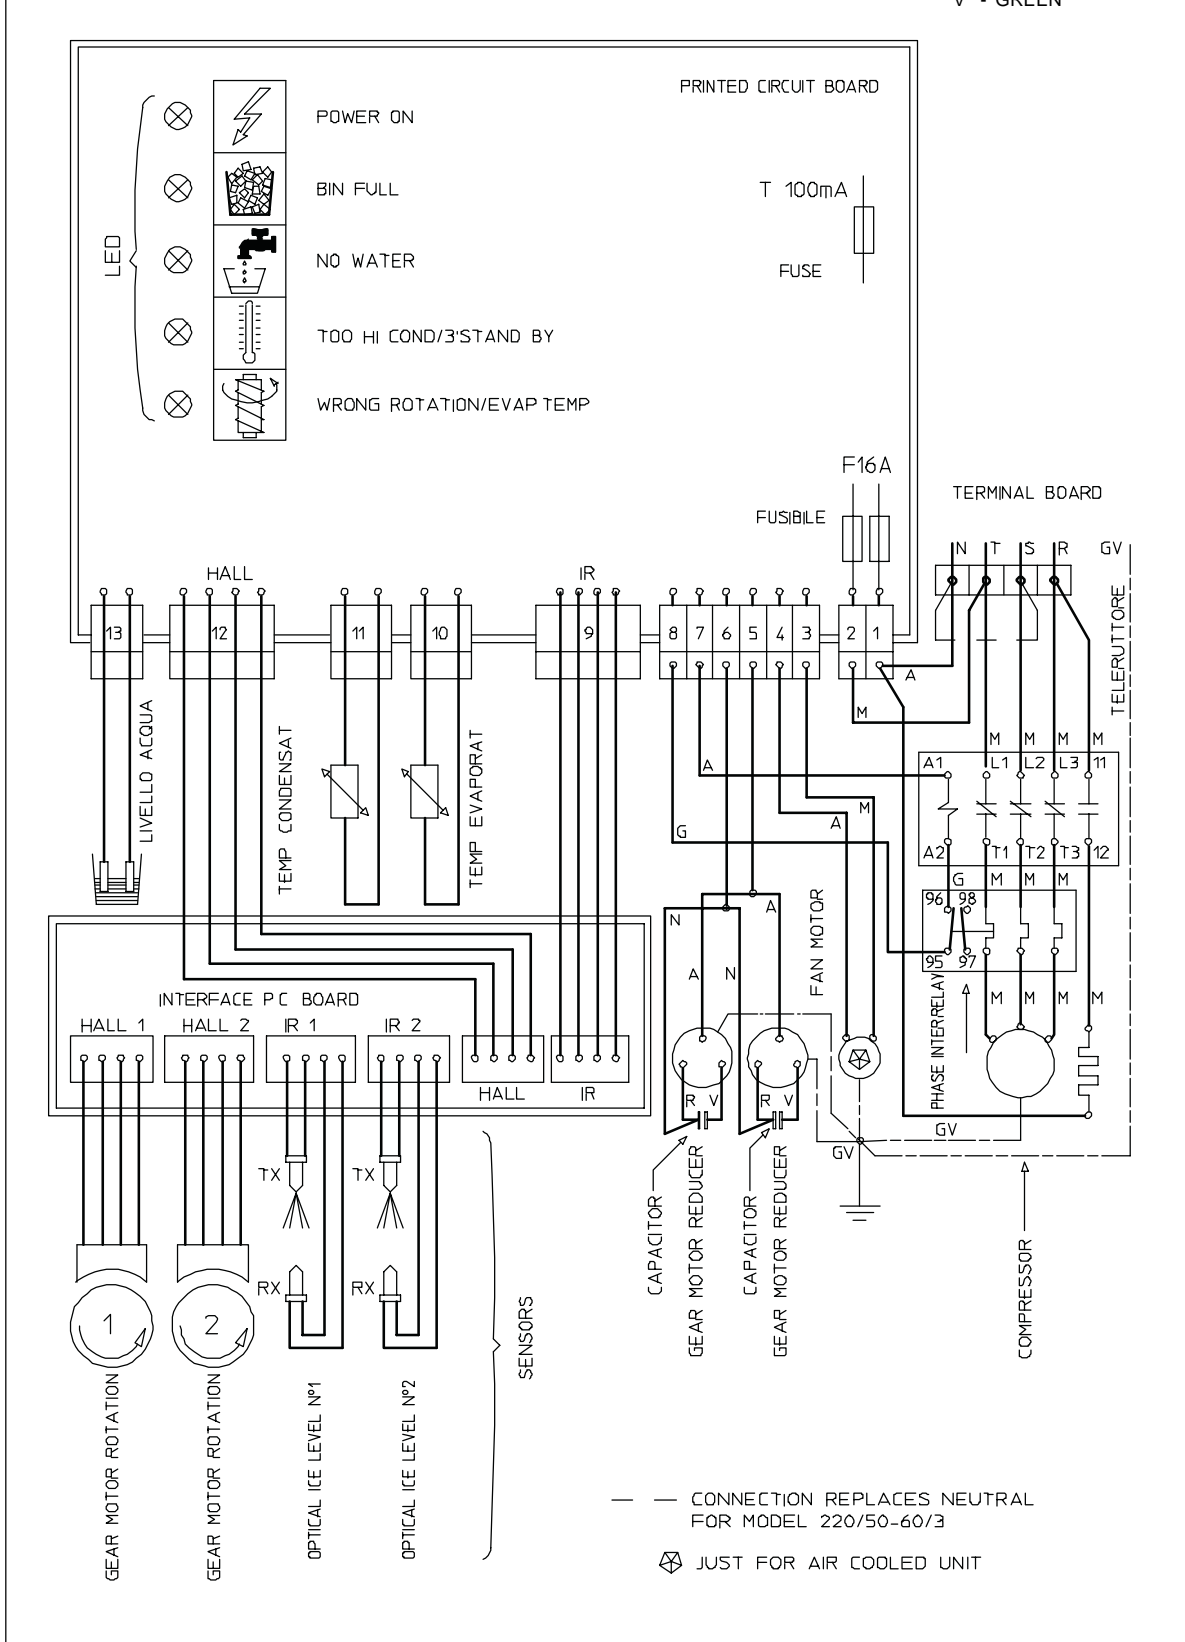 V - GREEN
PRINTED CIRCUIT BOARD
LED
POWER ON
BIN FULL
NO WATER
TOO HI COND/3'STAND BY
WRONG ROTATION/EVAP TEMP
T 100mA
FUSE
F16A
FUSIBILE
TERMINAL BOARD
N T S R GV
TELERUTTORE
HALL
IR
13 12 11 10 9 8 7 6 5 4 3 2 1
A
M
LIVELLO ACQUA
TEMP CONDENSAT
TEMP EVAPORAT
M M M M
A1 L1 L2 L3 11
A
M
A
G
A2 T1 T2 T3 12
G M M M
96 98
95 97
N
A
A
N
FAN MOTOR
PHASE INTERRELAY
M M M M
INTERFACE P C BOARD
HALL 1 HALL 2 IR 1 IR 2
HALL
IR
R V
R V
GV
GV
CAPACITOR
GEAR MOTOR REDUCER
CAPACITOR
GEAR MOTOR REDUCER
COMPRESSOR
TX
TX
RX
RX
1
2
SENSORS
GEAR MOTOR ROTATION
GEAR MOTOR ROTATION
OPTICAL ICE LEVEL Nº1
OPTICAL ICE LEVEL Nº2
CONNECTION REPLACES NEUTRAL
FOR MODEL 220/50-60/3
JUST FOR AIR COOLED UNIT